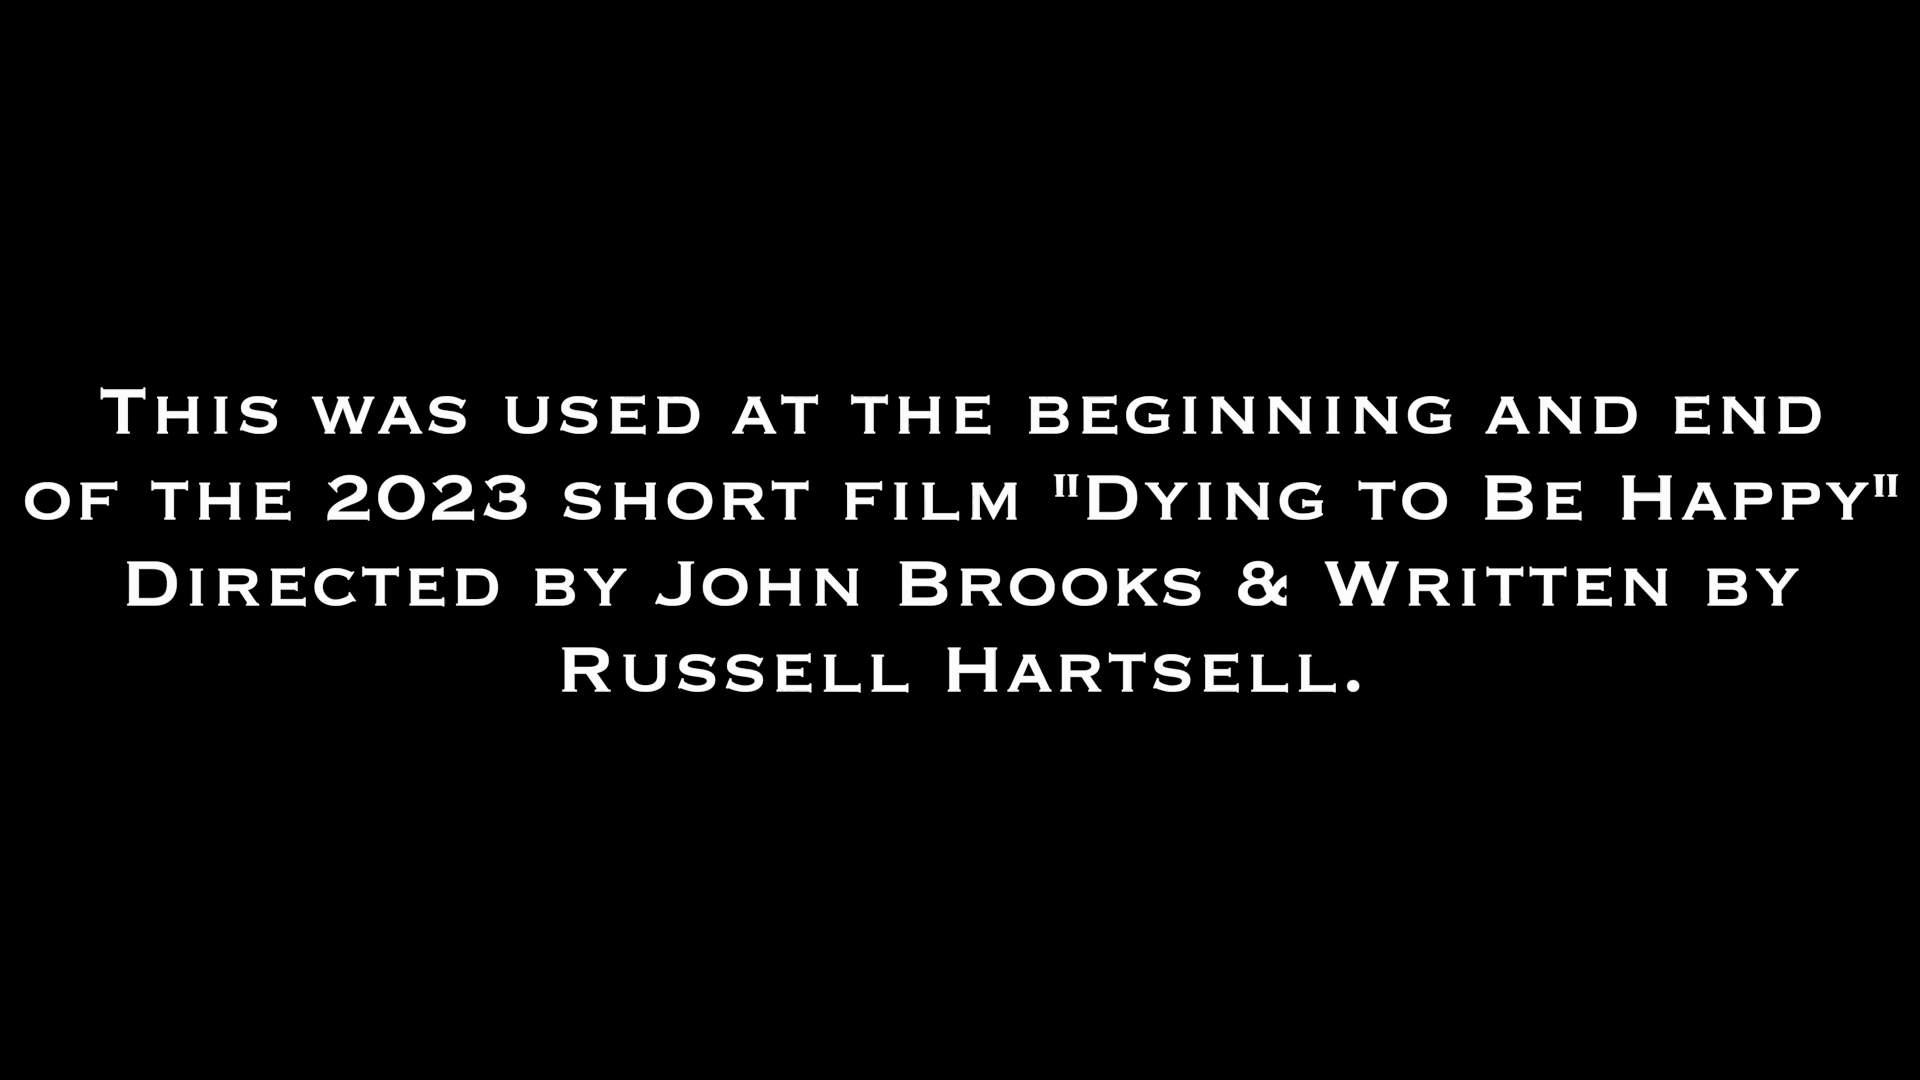 This was used at the beginning and end
of the 2023 short film "Dying to Be Happy"
Directed by John Brooks & Written by
Russell Hartsell.